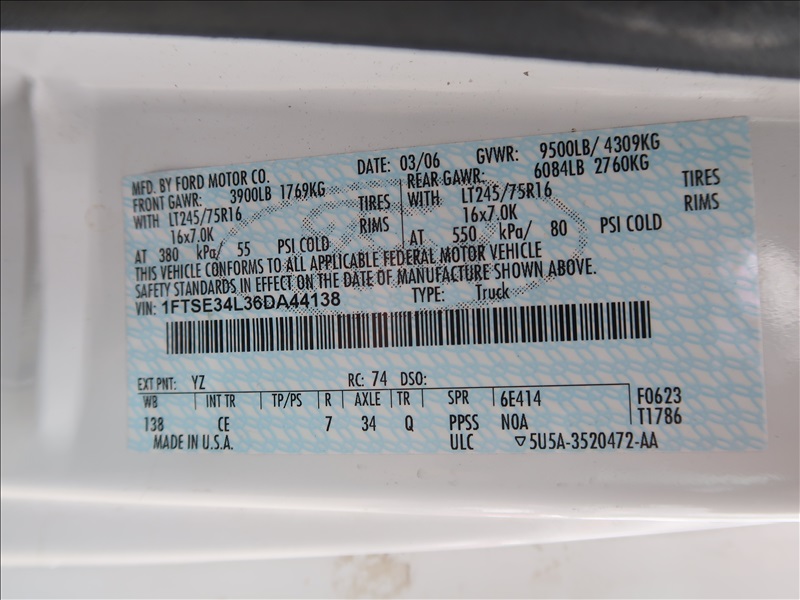 MFD. BY FORD MOTOR CO. DATE: 03/06 GVWR: 9500LB/ 4309KG
FRONT GAWR: 3900LB 1769KG REAR GAWR: 6084LB 2760KG
WITH LT245/75R16 TIRES WITH LT245/75R16 TIRES
16x7.0K RIMS 16x7.0K RIMS
AT 380 kPa/ 55 PSI COLD AT 550 kPa/ 80 PSI COLD
THIS VEHICLE CONFORMS TO ALL APPLICABLE FEDERAL MOTOR VEHICLE
SAFETY STANDARDS IN EFFECT ON THE DATE OF MANUFACTURE SHOWN ABOVE.
VIN: 1FTSE34L36DA44138 TYPE: Truck
EXT PNT: YZ RC: 74 DSO:
WB INT TR TP/PS R AXLE TR SPR 6E414 F0623
138 CE 7 34 Q PPSS NOA T1786
MADE IN U.S.A. ULC ▽5U5A-3520472-AA